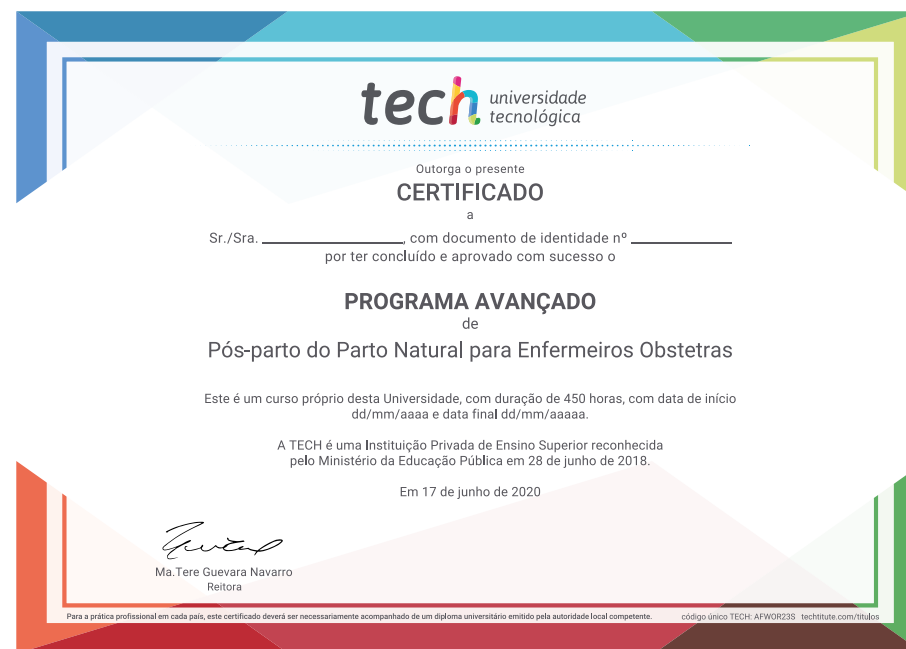 tech universidade
tecnológica
Outorga o presente
CERTIFICADO
a
Sr./Sra. ____________, com documento de identidade nº ____________
por ter concluído e aprovado com sucesso o
PROGRAMA AVANÇADO
de
Pós-parto do Parto Natural para Enfermeiros Obstetras
Este é um curso próprio desta Universidade, com duração de 450 horas, com data de início
dd/mm/aaaa e data final dd/mm/aaaaa.
A TECH é uma Instituição Privada de Ensino Superior reconhecida
pelo Ministério da Educação Pública em 28 de junho de 2018.
Em 17 de junho de 2020
Ma.Tere Guevara Navarro
Reitora
Para a prática profissional em cada país, este certificado deverá ser necessariamente acompanhado de um diploma universitário emitido pela autoridade local competente. código único TECH: AFWOR23S techtitute.com/titulos